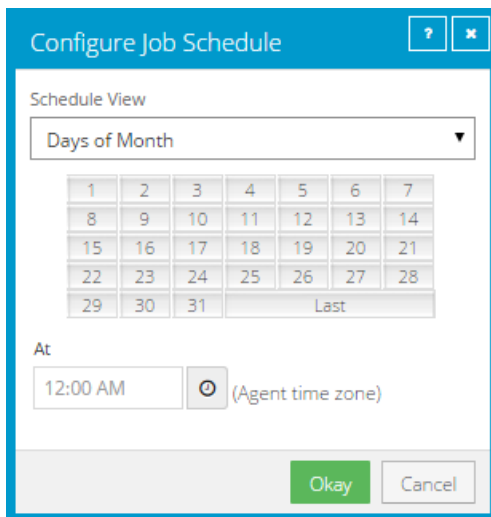 Configure Job Schedule ? ×
Schedule View
Days of Month
1 2 3 4 5 6 7
8 9 10 11 12 13 14
15 16 17 18 19 20 21
22 23 24 25 26 27 28
29 30 31 Last
At
12:00 AM (Agent time zone)
Okay Cancel